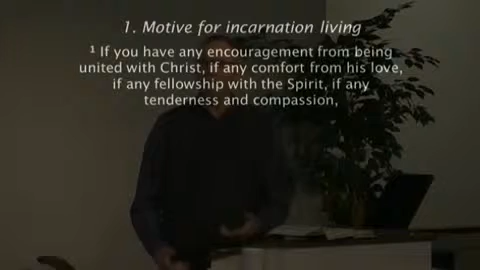 1. Motive for incarnation living
¹ If you have any encouragement from being
united with Christ, if any comfort from his love,
if any fellowship with the Spirit, if any
tenderness and compassion,